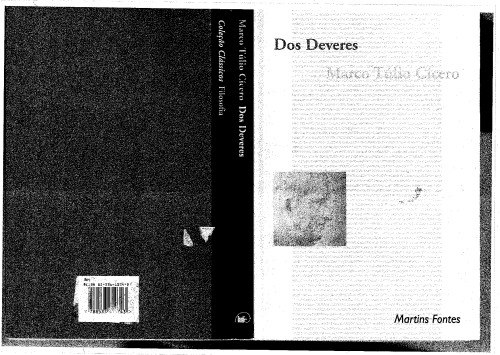 Marco Túlio Cícero Dos Deveres
Coleção Clássicos Filosofia
Dos Deveres
Marco Túlio Cícero
Martins Fontes